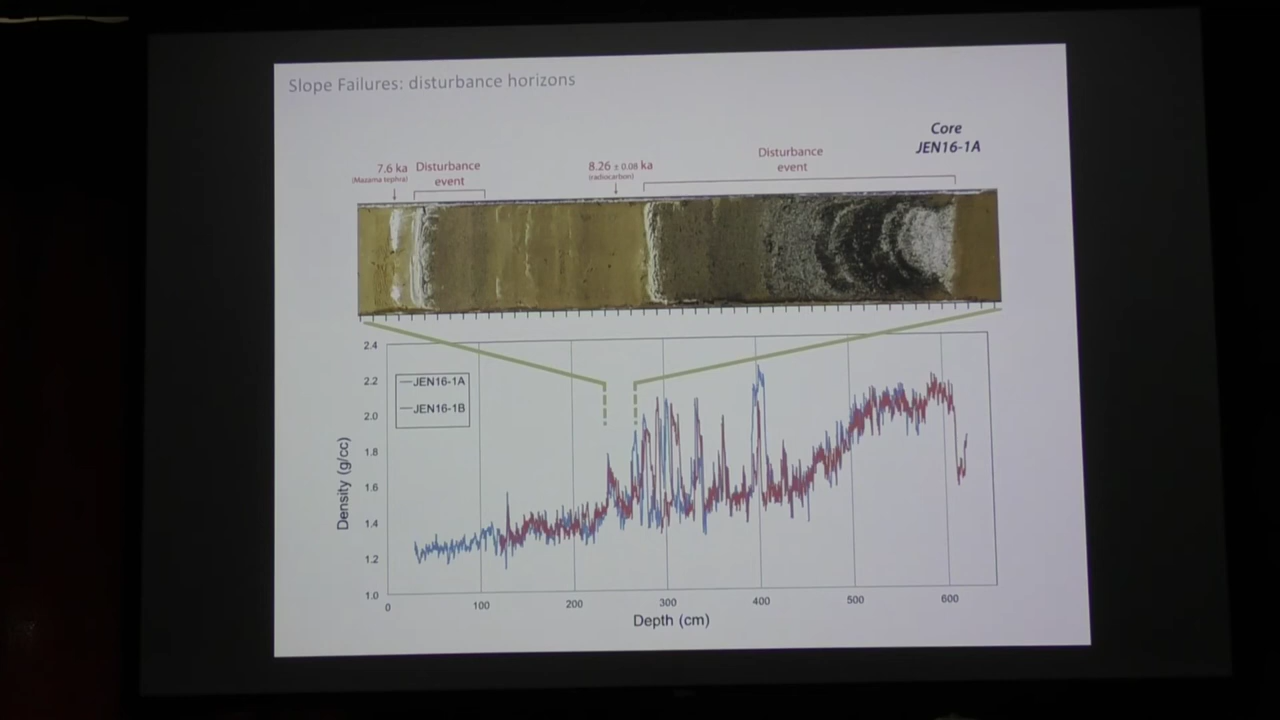 Slope Failures: disturbance horizons
Core
JEN16-1A
7.6 ka
(Mazama tephra)
Disturbance
event
8.26 ± 0.08 ka
(radiocarbon)
Disturbance
event
2.4
2.2
2.0
1.8
1.6
1.4
1.2
1.0
Density (g/cc)
JEN16-1A
JEN16-1B
0 100 200 300 400 500 600
Depth (cm)